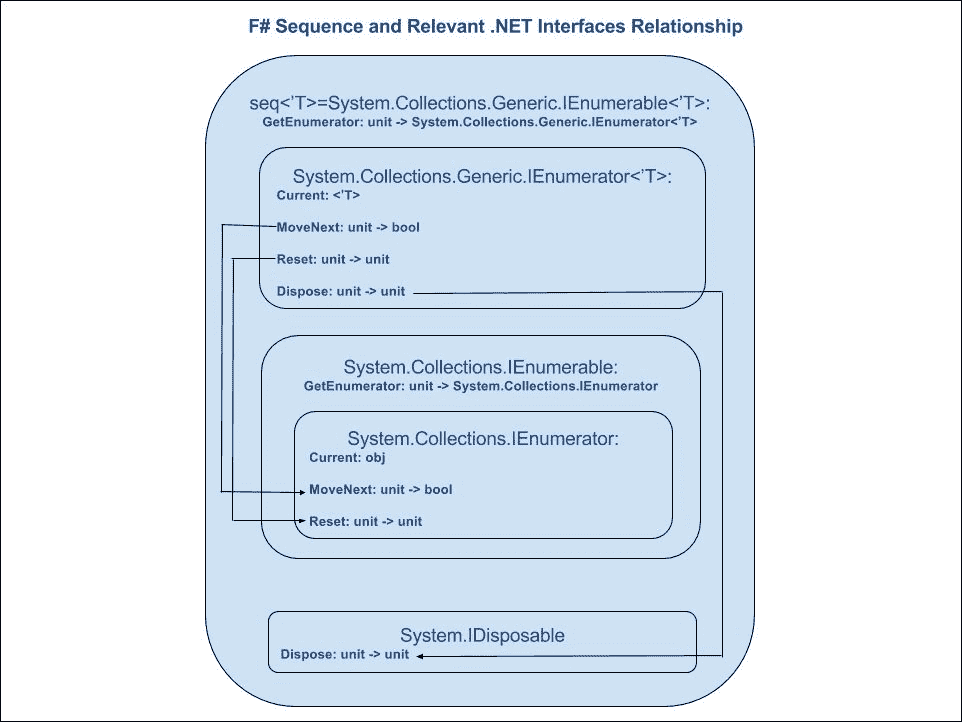 F# Sequence and Relevant .NET Interfaces Relationship
seq<’T>=System.Collections.Generic.IEnumerable<’T>:
GetEnumerator: unit -> System.Collections.Generic.IEnumerator<’T>
System.Collections.Generic.IEnumerator<’T>:
Current: <’T>
MoveNext: unit -> bool
Reset: unit -> unit
Dispose: unit -> unit
System.Collections.IEnumerable:
GetEnumerator: unit -> System.Collections.IEnumerator
System.Collections.IEnumerator:
Current: obj
MoveNext: unit -> bool
Reset: unit -> unit
System.IDisposable
Dispose: unit -> unit